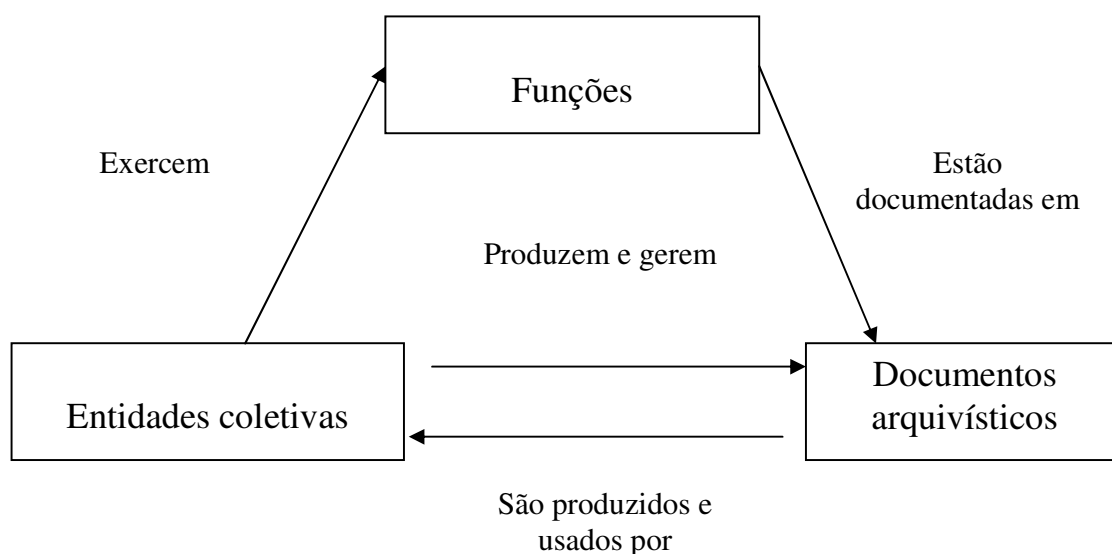 Funções
Exercem
Estão
documentadas em
Produzem e gerem
Entidades coletivas
Documentos
arquivísticos
São produzidos e
usados por